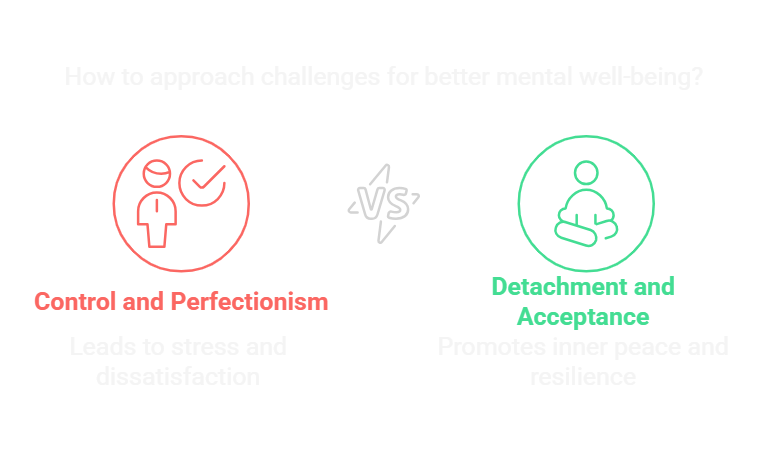 How to approach challenges for better mental well-being?
VS
Control and Perfectionism
Leads to stress and
dissatisfaction
Detachment and
Acceptance
Promotes inner peace and
resilience